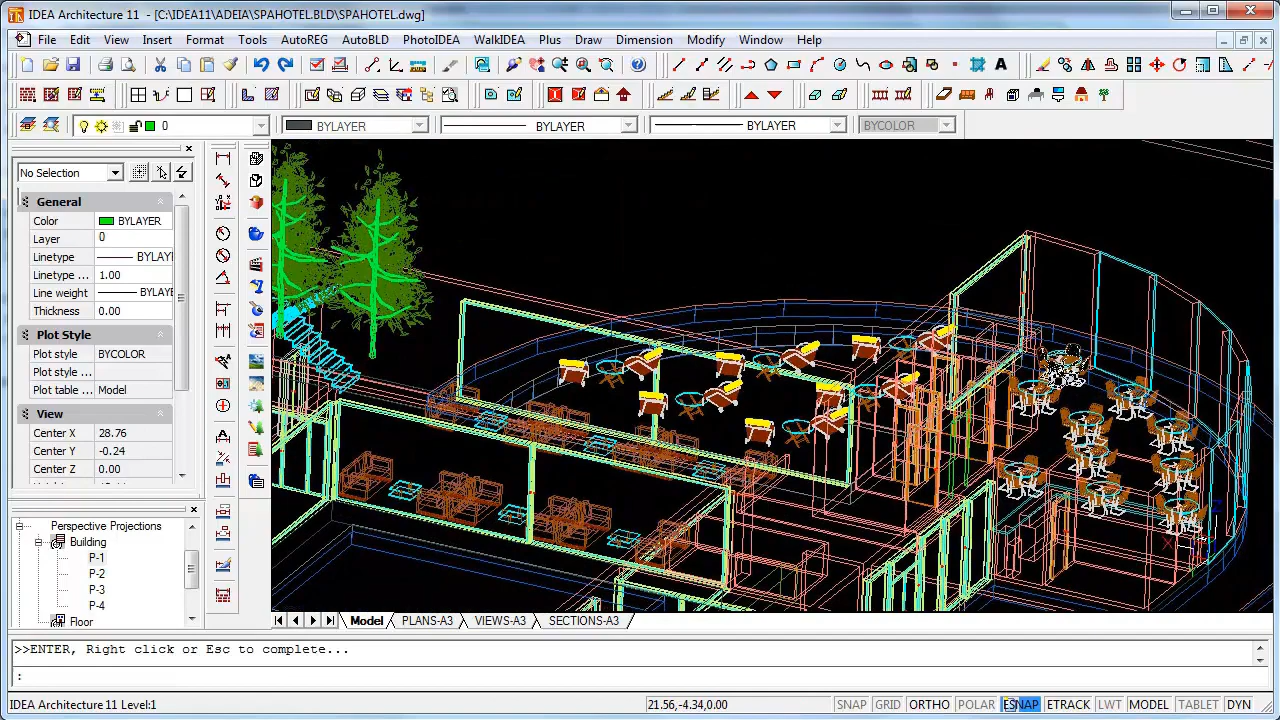 IDEA Architecture 11 - [C:\IDEA11\ADEIA\SPAHOTEL.BLD\SPAHOTEL.dwg]
File Edit View Insert Format Tools AutoREG AutoBLD PhotoIDEA WalkIDEA Plus Draw Dimension Modify Window Help
0 BYLAYER BYLAYER BYLAYER BYCOLOR
No Selection
General
Color BYLAYER
Layer 0
Linetype
Linetype ... 1.00
Line weight
Thickness 0.00
Plot Style
Plot style BYCOLOR
Plot style ...
Plot table ... Model
View
Center X 28.76
Center Y -0.24
Center Z 0.00
Perspective Projections
Building
P-1
P-2
P-3
P-4
Floor
Model PLANS-A3 VIEWS-A3 SECTIONS-A3
>>ENTER, Right click or Esc to complete...
:
IDEA Architecture 11 Level:1 21.56,-4.34,0.00 SNAP GRID ORTHO POLAR ESNAP ETRACK LWT MODEL TABLET DYN